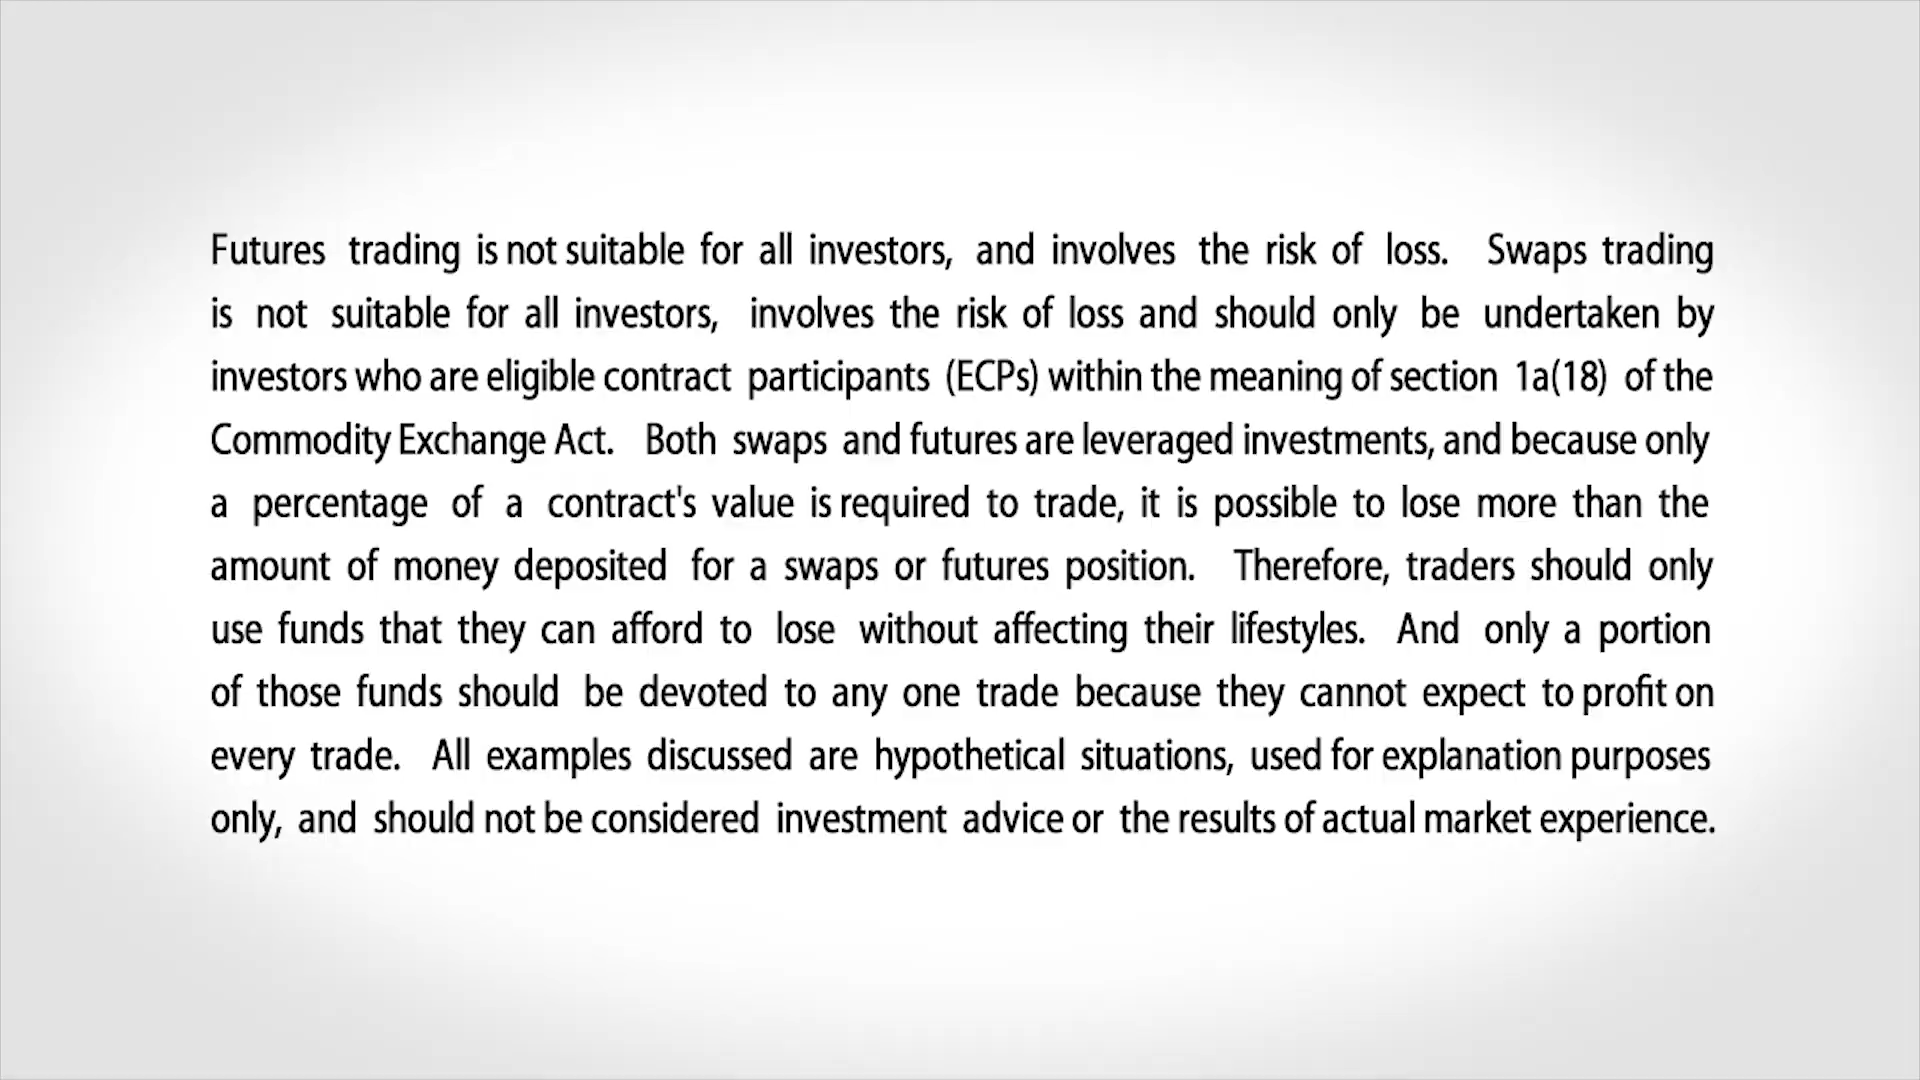 Futures trading is not suitable for all investors, and involves the risk of loss. Swaps trading
is not suitable for all investors, involves the risk of loss and should only be undertaken by
investors who are eligible contract participants (ECPs) within the meaning of section 1a(18) of the
Commodity Exchange Act. Both swaps and futures are leveraged investments, and because only
a percentage of a contract's value is required to trade, it is possible to lose more than the
amount of money deposited for a swaps or futures position. Therefore, traders should only
use funds that they can afford to lose without affecting their lifestyles. And only a portion
of those funds should be devoted to any one trade because they cannot expect to profit on
every trade. All examples discussed are hypothetical situations, used for explanation purposes
only, and should not be considered investment advice or the results of actual market experience.